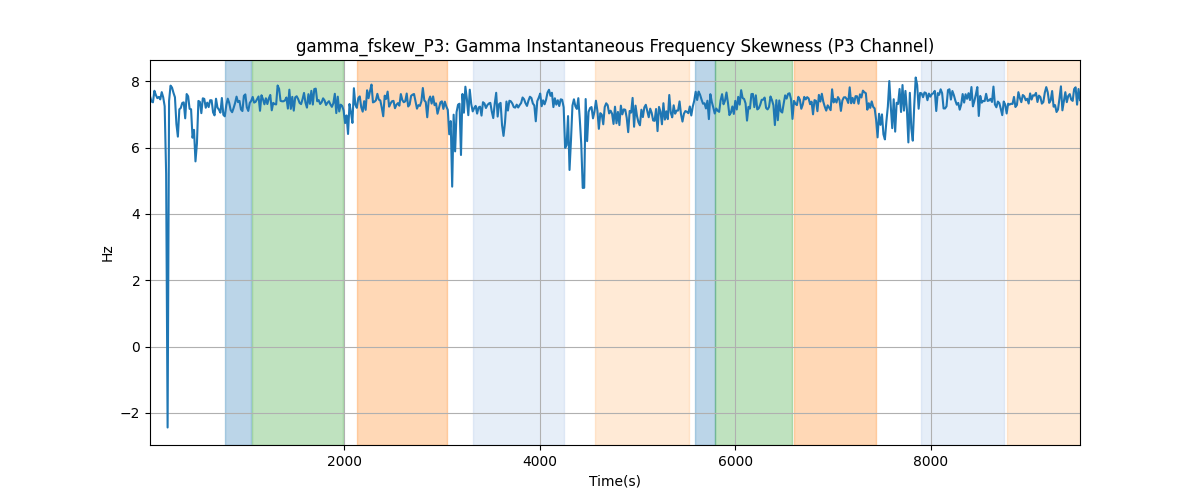 gamma_fskew_P3: Gamma Instantaneous Frequency Skewness (P3 Channel)
8
6
4
2
0
−2
Hz
2000 4000 6000 8000
Time(s)